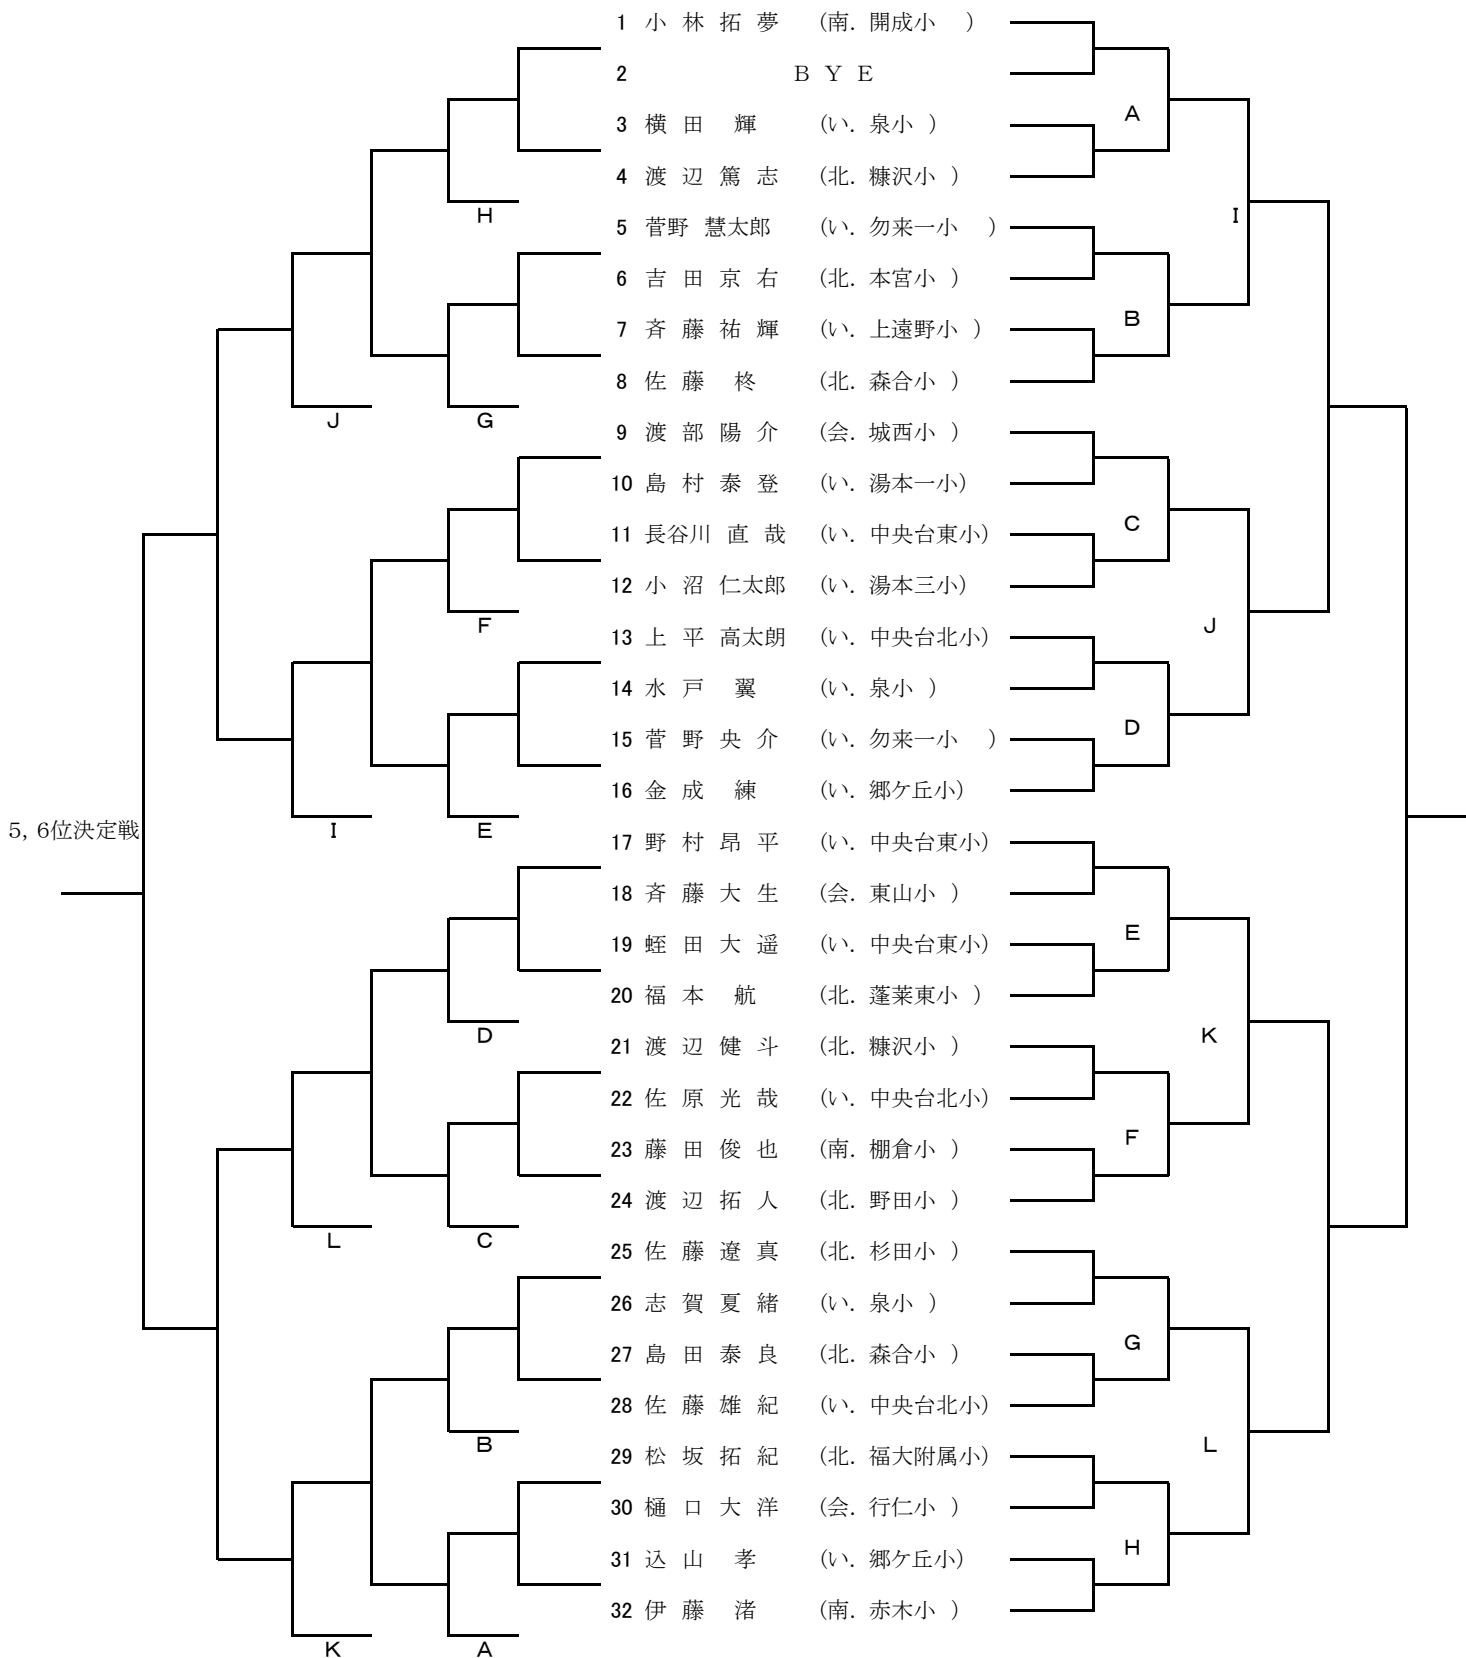 1 小 林 拓 夢 (南. 開成小 )
2 B Y E
A
3 横 田 輝 (い. 泉小 )
4 渡 辺 篤 志 (北. 糠沢小 )
H
I
5 菅野 慧太郎 (い. 勿来一小 )
6 吉 田 京 右 (北. 本宮小 )
B
7 斉 藤 祐 輝 (い. 上遠野小 )
8 佐 藤 柊 (北. 森合小 )
J G
9 渡 部 陽 介 (会. 城西小 )
10 島 村 泰 登 (い. 湯本一小)
C
11 長谷川 直 哉 (い. 中央台東小)
12 小 沼 仁太郎 (い. 湯本三小)
F
J
13 上 平 高太朗 (い. 中央台北小)
14 水 戸 翼 (い. 泉小 )
D
15 菅 野 央 介 (い. 勿来一小 )
16 金 成 練 (い. 郷ケ丘小)
5, 6位決定戦 I E
17 野 村 昂 平 (い. 中央台東小)
18 斉 藤 大 生 (会. 東山小 )
E
19 蛭 田 大 遥 (い. 中央台東小)
20 福 本 航 (北. 蓬莱東小 )
D
K
21 渡 辺 健 斗 (北. 糠沢小 )
22 佐 原 光 哉 (い. 中央台北小)
F
23 藤 田 俊 也 (南. 棚倉小 )
24 渡 辺 拓 人 (北. 野田小 )
L C
25 佐 藤 遼 真 (北. 杉田小 )
26 志 賀 夏 緒 (い. 泉小 )
G
27 島 田 泰 良 (北. 森合小 )
28 佐 藤 雄 紀 (い. 中央台北小)
B
L
29 松 坂 拓 紀 (北. 福大附属小)
30 樋 口 大 洋 (会. 行仁小 )
H
31 込 山 孝 (い. 郷ケ丘小)
32 伊 藤 渚 (南. 赤木小 )
K A